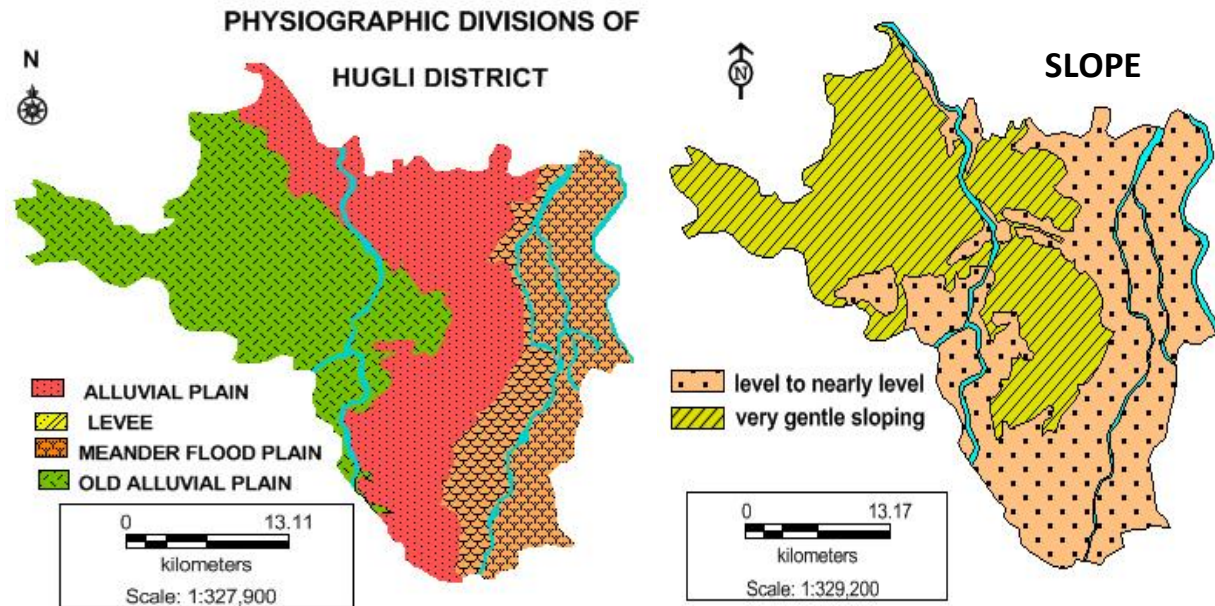 PHYSIOGRAPHIC DIVISIONS OF
HUGLI DISTRICT
N
ALLUVIAL PLAIN
LEVEE
MEANDER FLOOD PLAIN
OLD ALLUVIAL PLAIN
0 13.11
kilometers
Scale: 1:327,900
SLOPE
N
level to nearly level
very gentle sloping
0 13.17
kilometers
Scale: 1:329,200